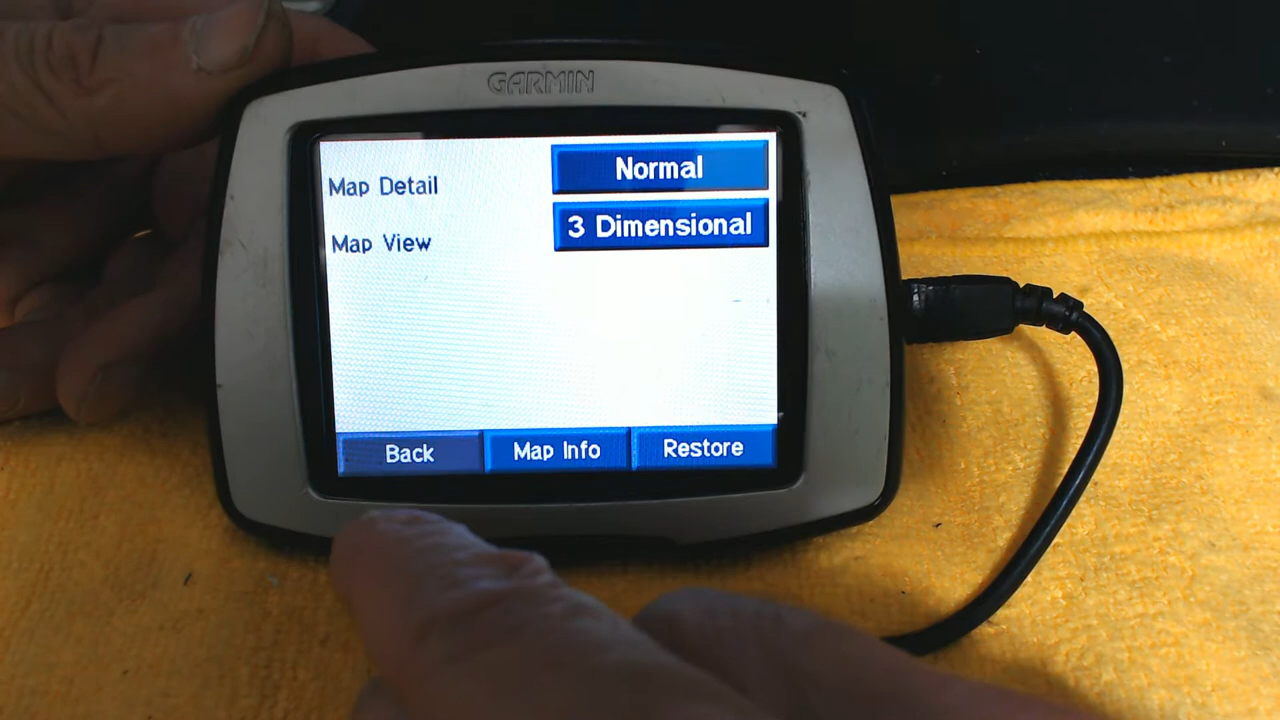 GARMIN
Map Detail
Normal
Map View
3 Dimensional
Back
Map Info
Restore